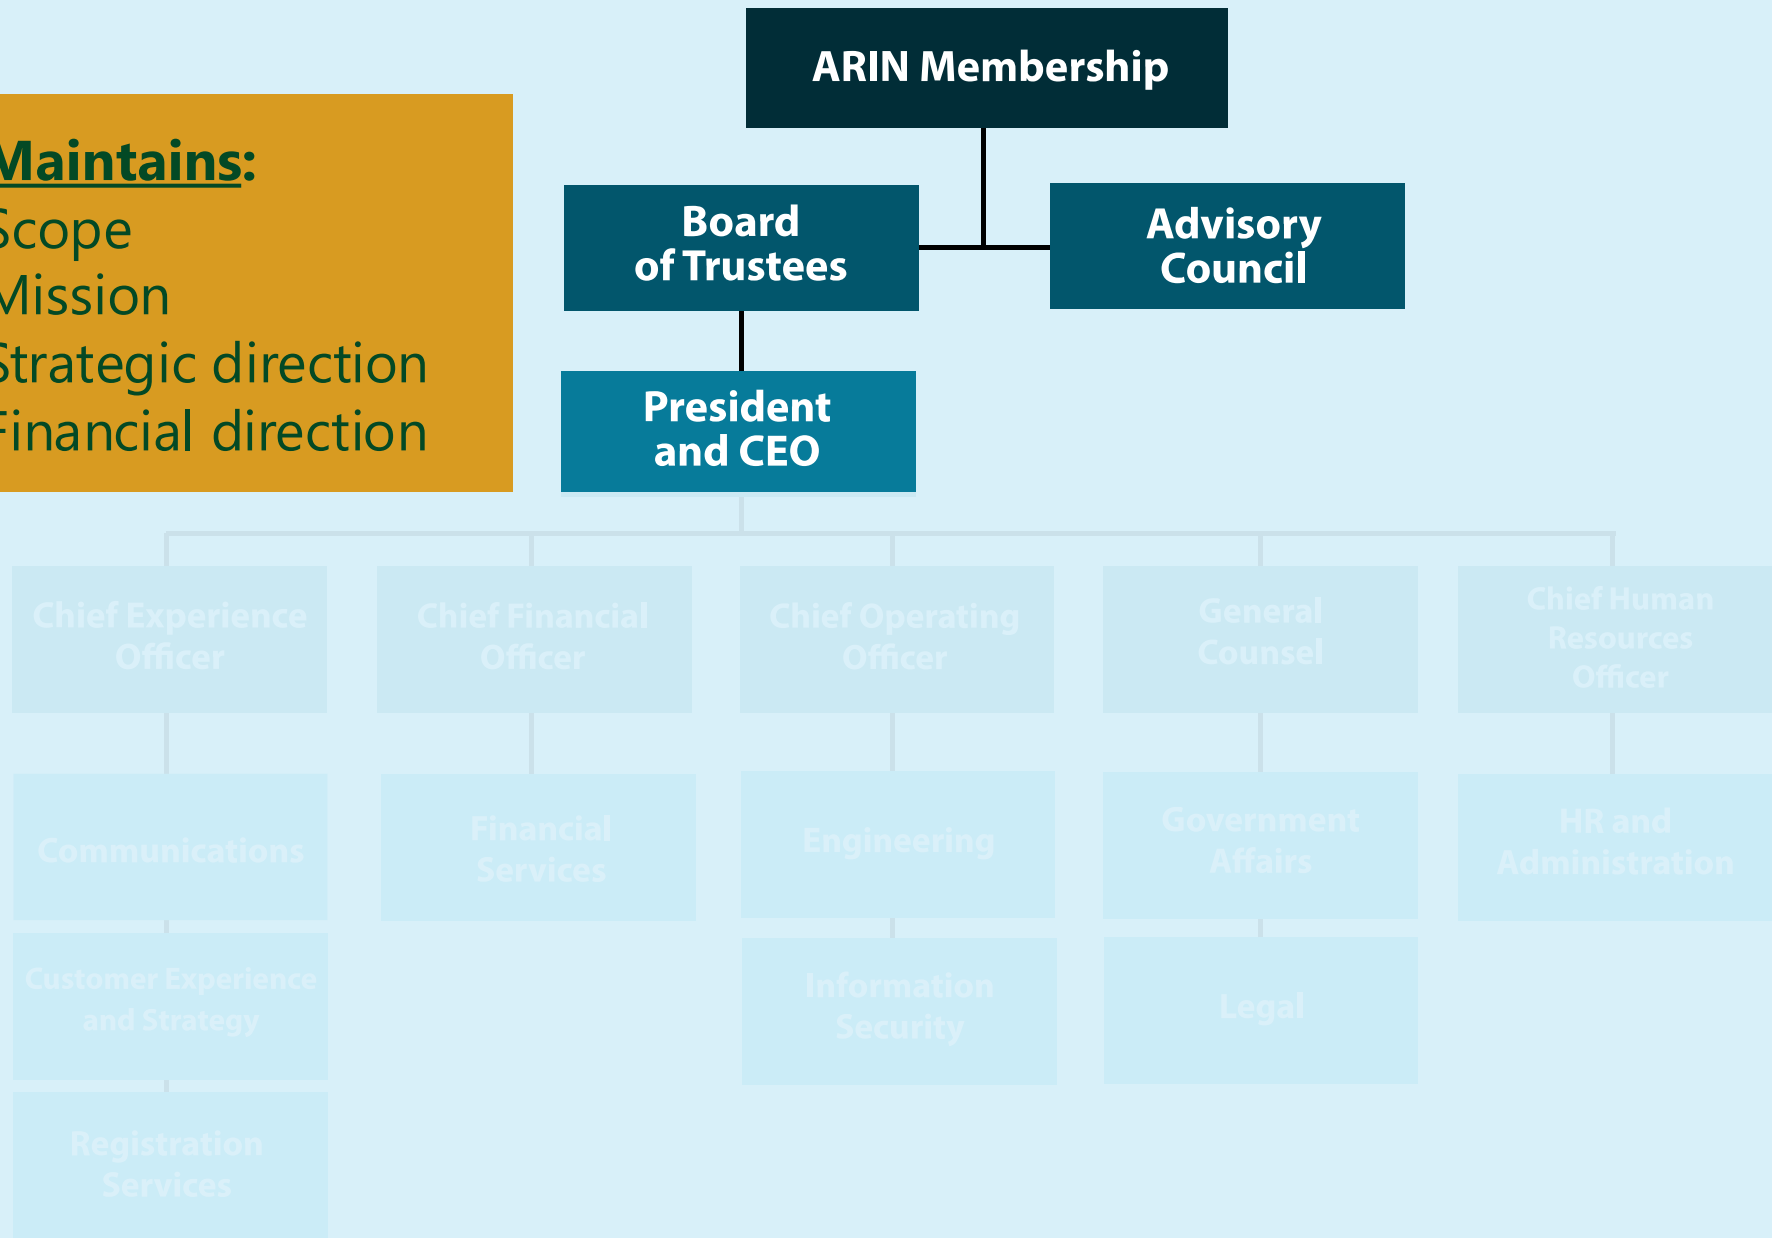 ARIN Membership
Maintains:
Scope
Mission
Strategic direction
Financial direction
Board
of Trustees
Advisory
Council
President
and CEO
Chief Experience
Officer
Chief Financial
Officer
Chief Operating
Officer
General
Counsel
Chief Human
Resources
Officer
Communications
Financial
Services
Engineering
Government
Affairs
HR and
Administration
Customer Experience
and Strategy
Information
Security
Legal
Registration
Services